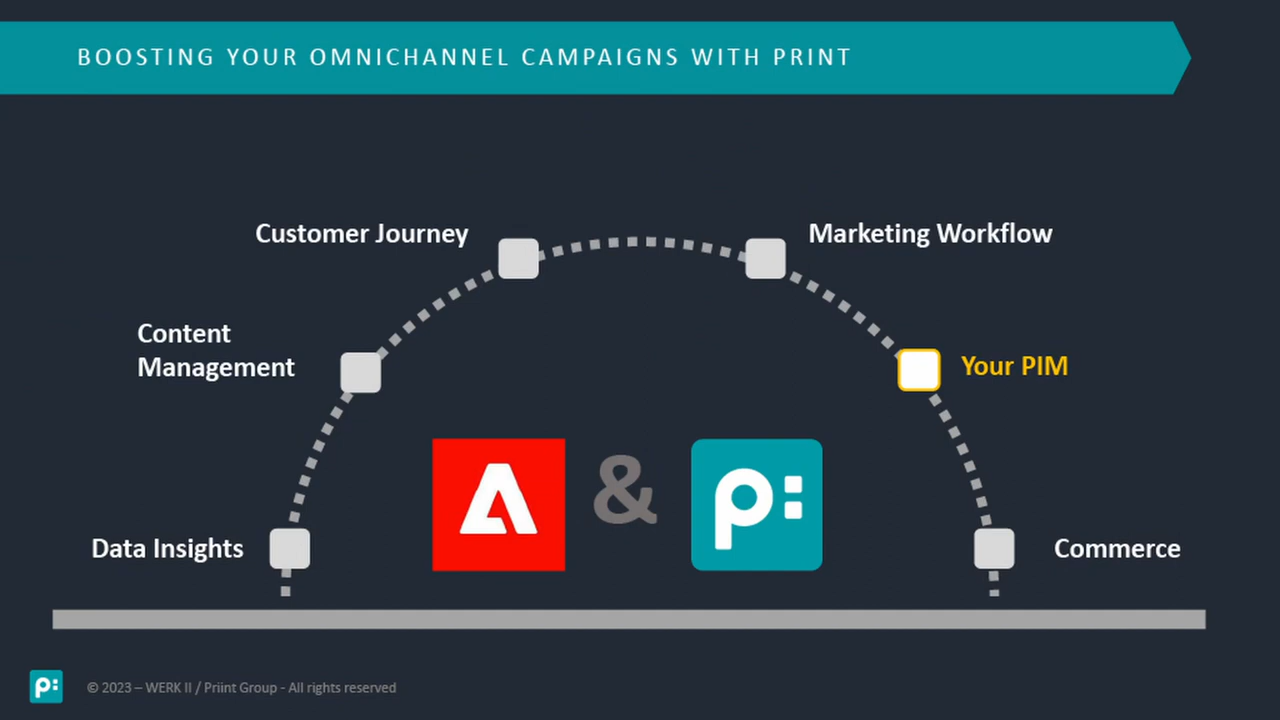 BOOSTING YOUR OMNICHANNEL CAMPAIGNS WITH PRINT
Customer Journey
Marketing Workflow
Content
Management
Your PIM
&
p:
Data Insights
Commerce
p:
© 2023 – WERK II / Priint Group - All rights reserved